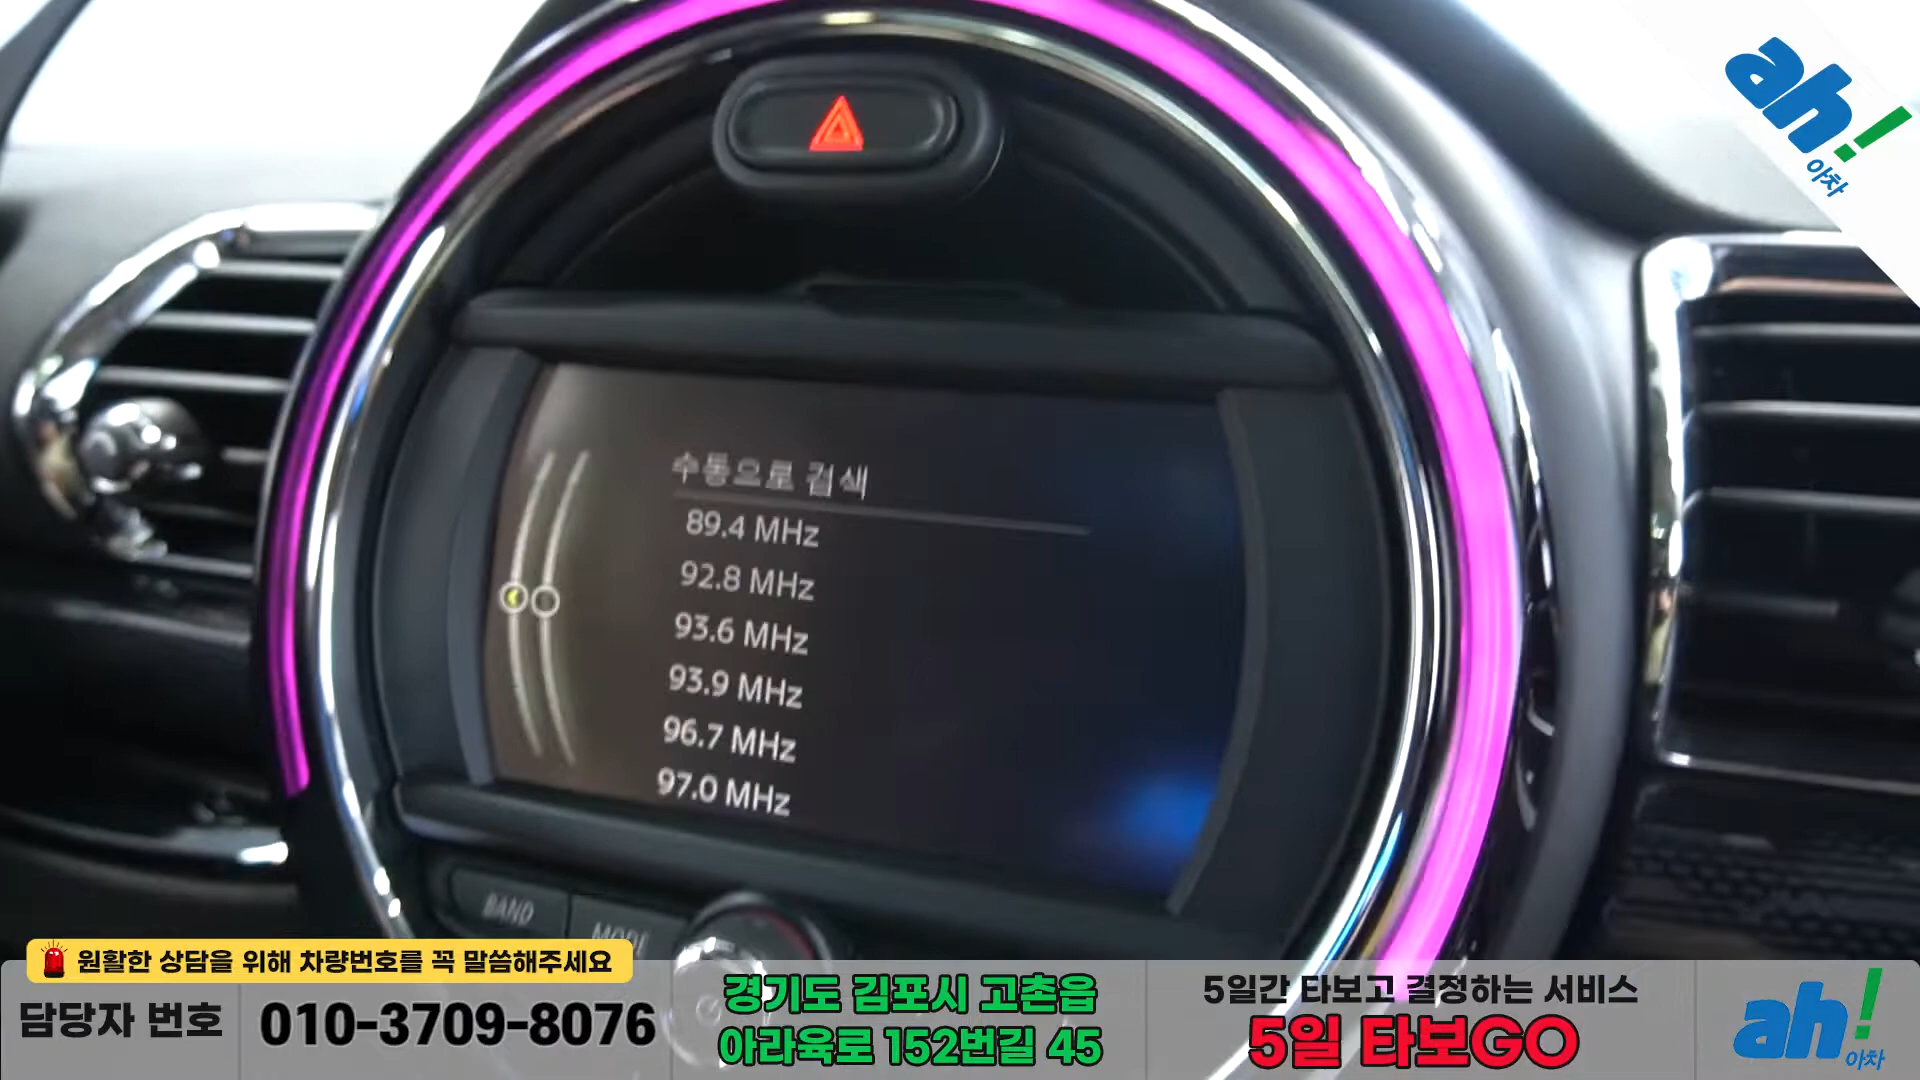 ah!
아차
수동으로 검색
89.4 MHz
92.8 MHz
93.6 MHz
93.9 MHz
96.7 MHz
97.0 MHz
BAND
MODE
원활한 상담을 위해 차량번호를 꼭 말씀해주세요
담당자 번호
010-3709-8076
경기도 김포시 고촌읍
아라육로 152번길 45
5일간 타보고 결정하는 서비스
5일 타보GO
ah!
아차